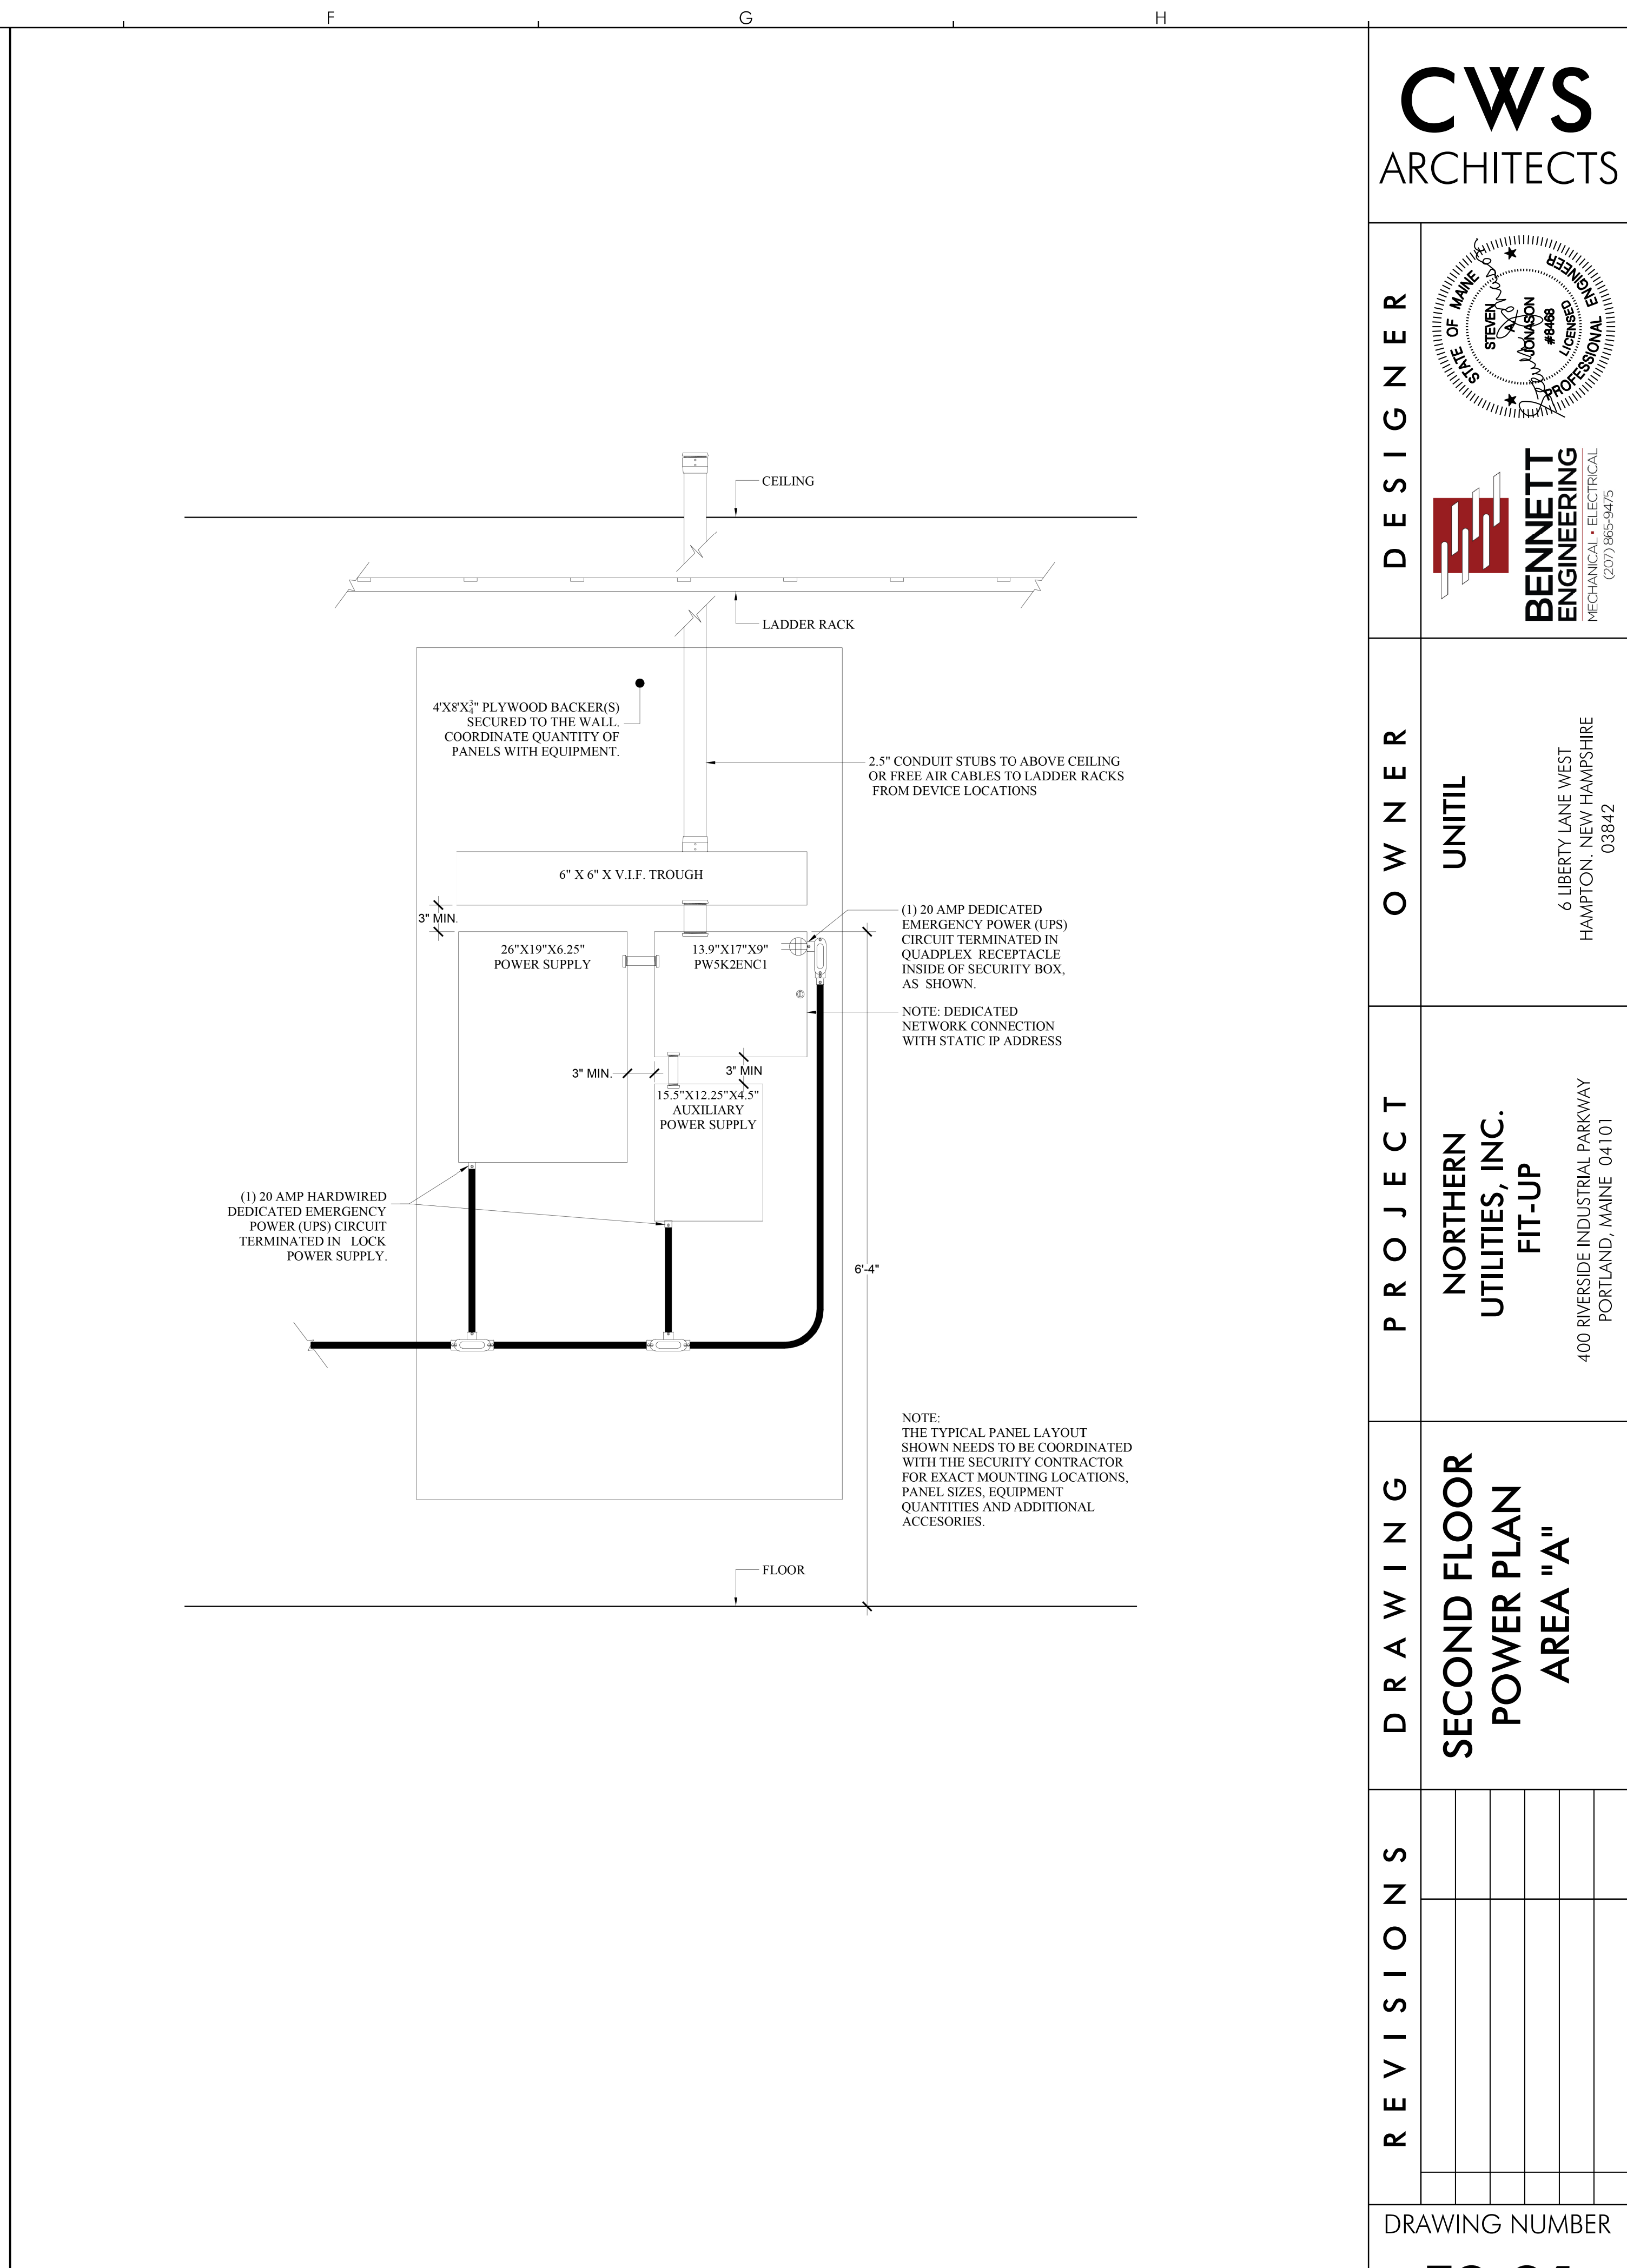 F
G
H
CWS
ARCHITECTS
DESIGNER
STATE OF MAINE
STEVEN
A.
JONASON
#8468
LICENSED
PROFESSIONAL ENGINEER
BENNETT
ENGINEERING
MECHANICAL • ELECTRICAL
(207) 865-9475
OWNER
UNITIL
6 LIBERTY LANE WEST
HAMPTON. NEW HAMPSHIRE
03842
PROJECT
NORTHERN
UTILITIES, INC.
FIT-UP
400 RIVERSIDE INDUSTRIAL PARKWAY
PORTLAND, MAINE 04101
DRAWING
SECOND FLOOR
POWER PLAN
AREA "A"
REVISIONS
DRAWING NUMBER
CEILING
LADDER RACK
4'X8'X3/4" PLYWOOD BACKER(S)
SECURED TO THE WALL.
COORDINATE QUANTITY OF
PANELS WITH EQUIPMENT.
2.5" CONDUIT STUBS TO ABOVE CEILING
OR FREE AIR CABLES TO LADDER RACKS
FROM DEVICE LOCATIONS
6" X 6" X V.I.F. TROUGH
3" MIN.
26"X19"X6.25"
POWER SUPPLY
13.9"X17"X9"
PW5K2ENC1
(1) 20 AMP DEDICATED
EMERGENCY POWER (UPS)
CIRCUIT TERMINATED IN
QUADPLEX RECEPTACLE
INSIDE OF SECURITY BOX,
AS SHOWN.
NOTE: DEDICATED
NETWORK CONNECTION
WITH STATIC IP ADDRESS
3" MIN.
3" MIN
15.5"X12.25"X4.5"
AUXILIARY
POWER SUPPLY
(1) 20 AMP HARDWIRED
DEDICATED EMERGENCY
POWER (UPS) CIRCUIT
TERMINATED IN LOCK
POWER SUPPLY.
6'-4"
NOTE:
THE TYPICAL PANEL LAYOUT
SHOWN NEEDS TO BE COORDINATED
WITH THE SECURITY CONTRACTOR
FOR EXACT MOUNTING LOCATIONS,
PANEL SIZES, EQUIPMENT
QUANTITIES AND ADDITIONAL
ACCESORIES.
FLOOR